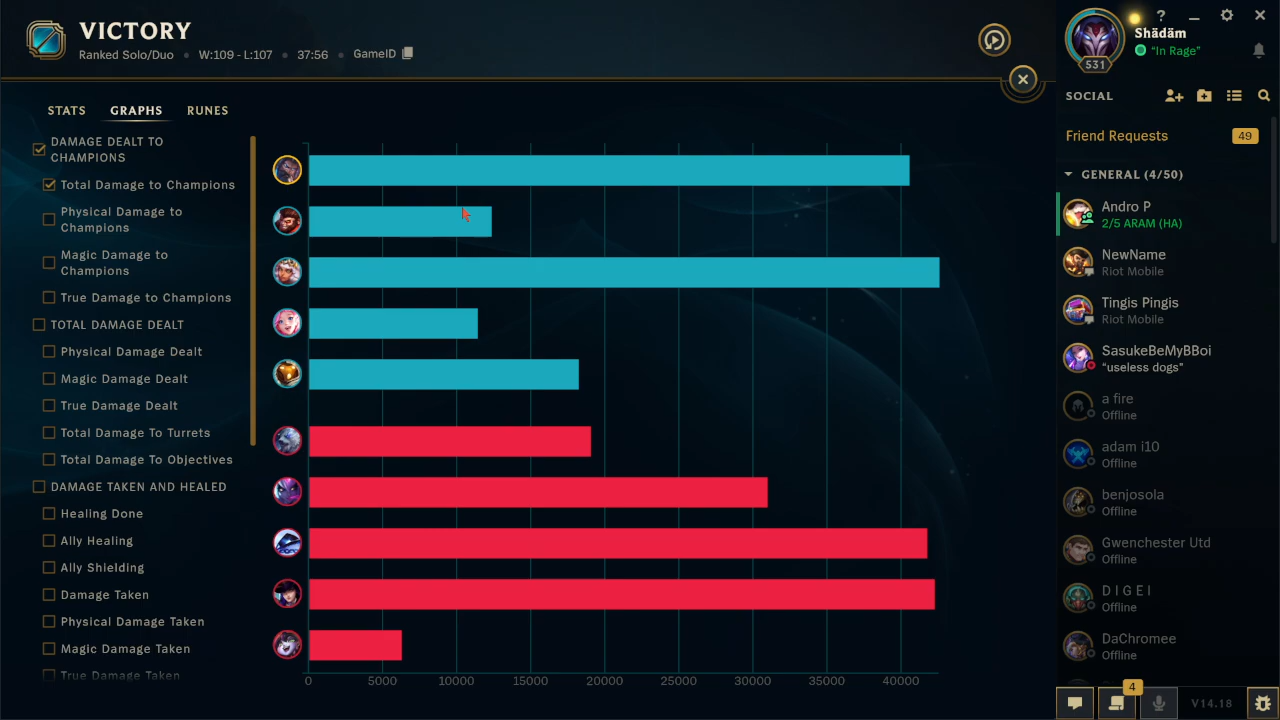 VICTORY
Ranked Solo/Duo • W:109 - L:107 • 37:56 • GameID
?
Shädäm
"In Rage"
531
STATS
GRAPHS
RUNES
DAMAGE DEALT TO
CHAMPIONS
Total Damage to Champions
Physical Damage to
Champions
Magic Damage to
Champions
True Damage to Champions
TOTAL DAMAGE DEALT
Physical Damage Dealt
Magic Damage Dealt
True Damage Dealt
Total Damage To Turrets
Total Damage To Objectives
DAMAGE TAKEN AND HEALED
Healing Done
Ally Healing
Ally Shielding
Damage Taken
Physical Damage Taken
Magic Damage Taken
True Damage Taken
0 5000 10000 15000 20000 25000 30000 35000 40000
SOCIAL
Friend Requests 49
GENERAL (4/50)
Andro P
2/5 ARAM (HA)
NewName
Riot Mobile
Tingis Pingis
Riot Mobile
SasukeBeMyBBoi
"useless dogs"
a fire
Offline
adam i10
Offline
benjosola
Offline
Gwenchester Utd
Offline
D I G E I
Offline
DaChromee
Offline
4
V14.18